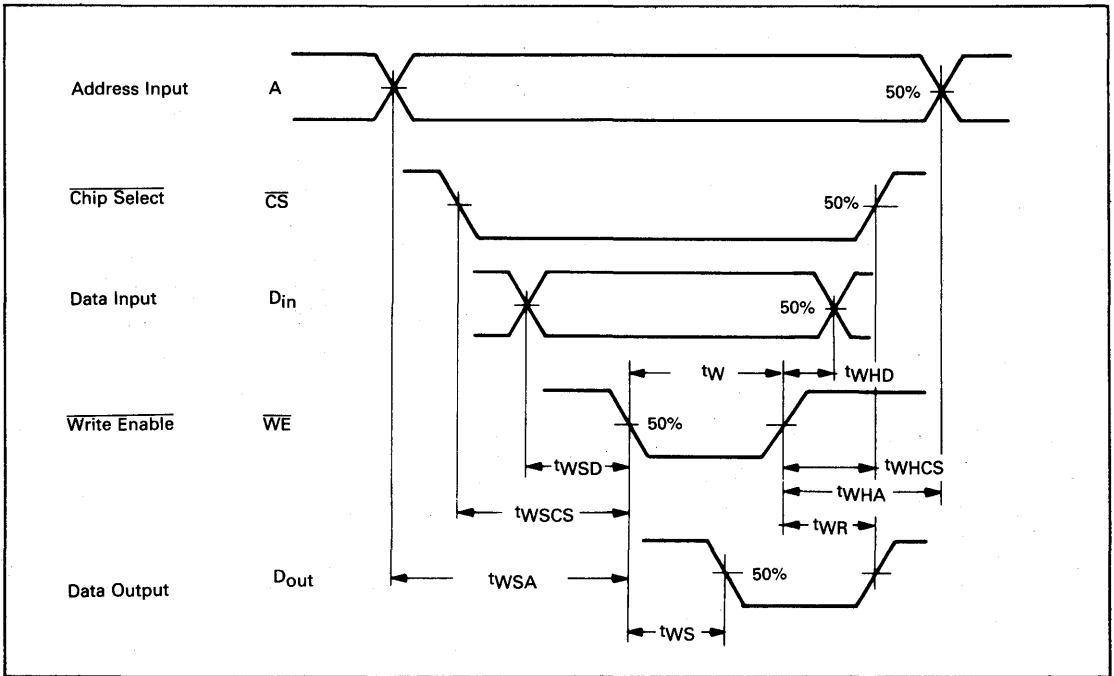 Address Input A 50%
Chip Select CS 50%
Data Input Din 50%
tW tWHD
Write Enable WE 50%
tWSD tWHCS
tWHA
tWSCS tWR
Data Output Dout tWSA 50%
tWS